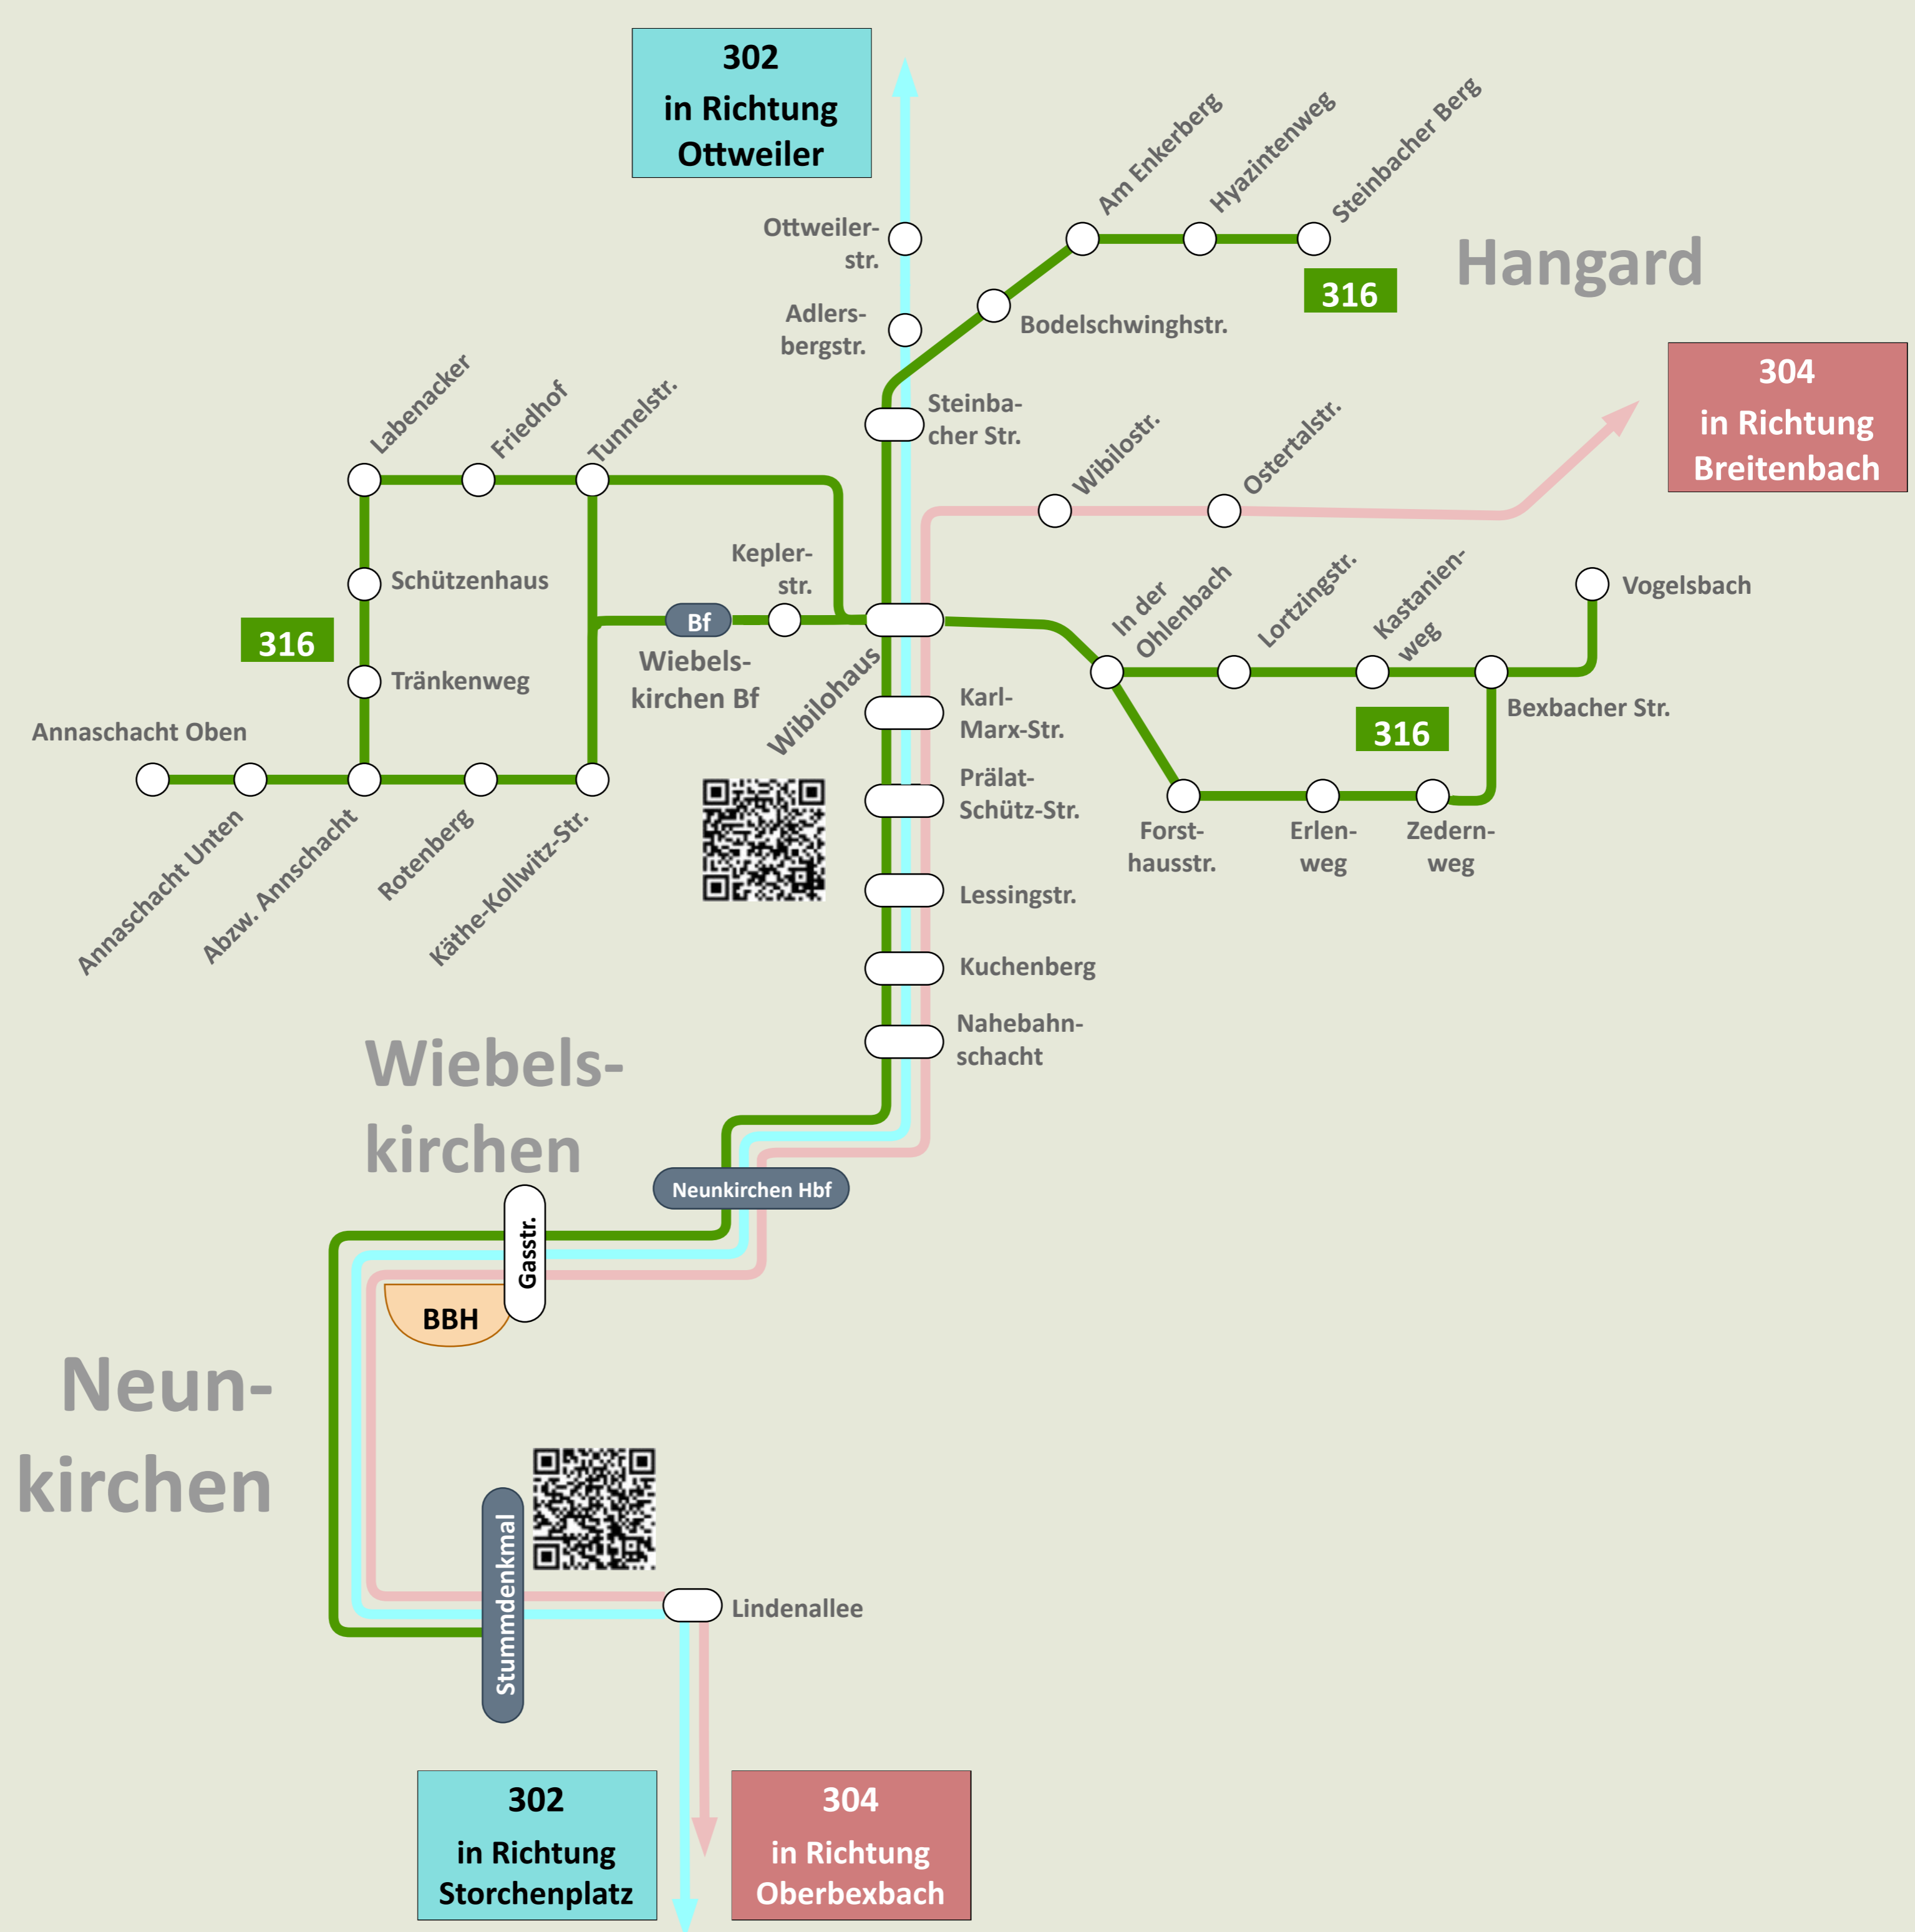 302
in Richtung
Ottweiler
Ottweiler-
str.
Adlers-
bergstr.
Am Enkerberg
Hyazintenweg
Steinbacher Berg
316
Bodelschwinghstr.
Hangard
304
in Richtung
Breitenbach
Steinba-
cher Str.
Wibilostr.
Ostertalstr.
Labenacker
Friedhof
Tunnelstr.
Schützenhaus
316
Tränkenweg
Kepler-
str.
Bf
Wiebels-
kirchen Bf
Wibilohaus
In der
Ohlenbach
Lortzingstr.
Kastanien-
weg
Vogelsbach
Bexbacher Str.
316
Karl-
Marx-Str.
Prälat-
Schütz-Str.
Forst-
hausstr.
Erlen-
weg
Zedern-
weg
Annaschacht Oben
Annaschacht Unten
Abzw. Annschacht
Rotenberg
Käthe-Kollwitz-Str.
Lessingstr.
Kuchenberg
Nahebahn-
schacht
Wiebels-
kirchen
Neunkirchen Hbf
Gasstr.
BBH
Neun-
kirchen
Stummdenkmal
Lindenallee
302
in Richtung
Storchenplatz
304
in Richtung
Oberbexbach